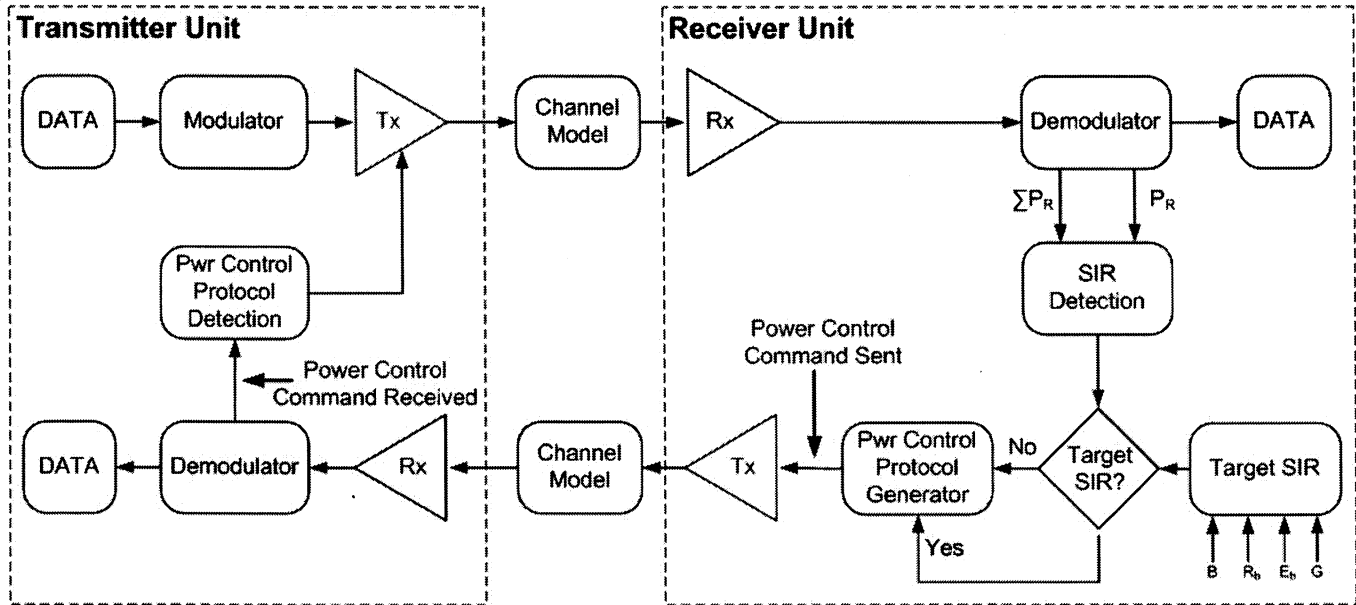 Transmitter Unit
Receiver Unit
DATA
Modulator
Tx
Channel
Model
Rx
Demodulator
DATA
∑P_R
P_R
Pwr Control
Protocol
Detection
SIR
Detection
Power Control
Command Sent
Power Control
Command Received
DATA
Demodulator
Rx
Channel
Model
Tx
Pwr Control
Protocol
Generator
No
Target
SIR?
Target SIR
Yes
B
R_b
E_b
G